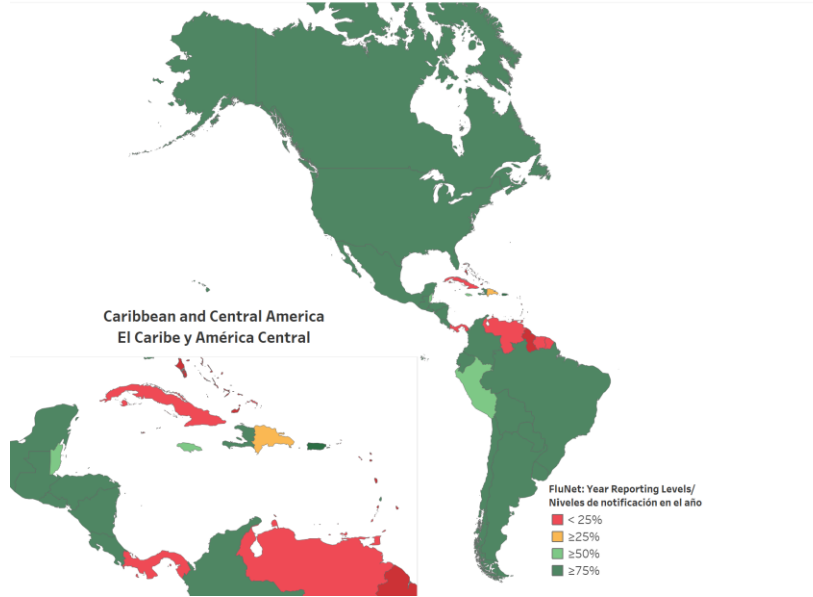 Caribbean and Central America
El Caribe y América Central
FluNet: Year Reporting Levels/
Niveles de notificación en el año
< 25%
≥25%
≥50%
≥75%